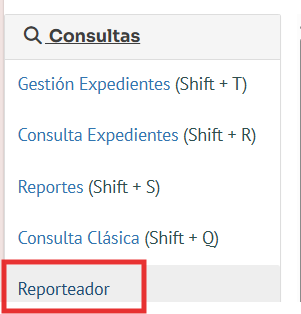 Consultas
Gestión Expedientes (Shift + T)
Consulta Expedientes (Shift + R)
Reportes (Shift + S)
Consulta Clásica (Shift + Q)
Reporteador